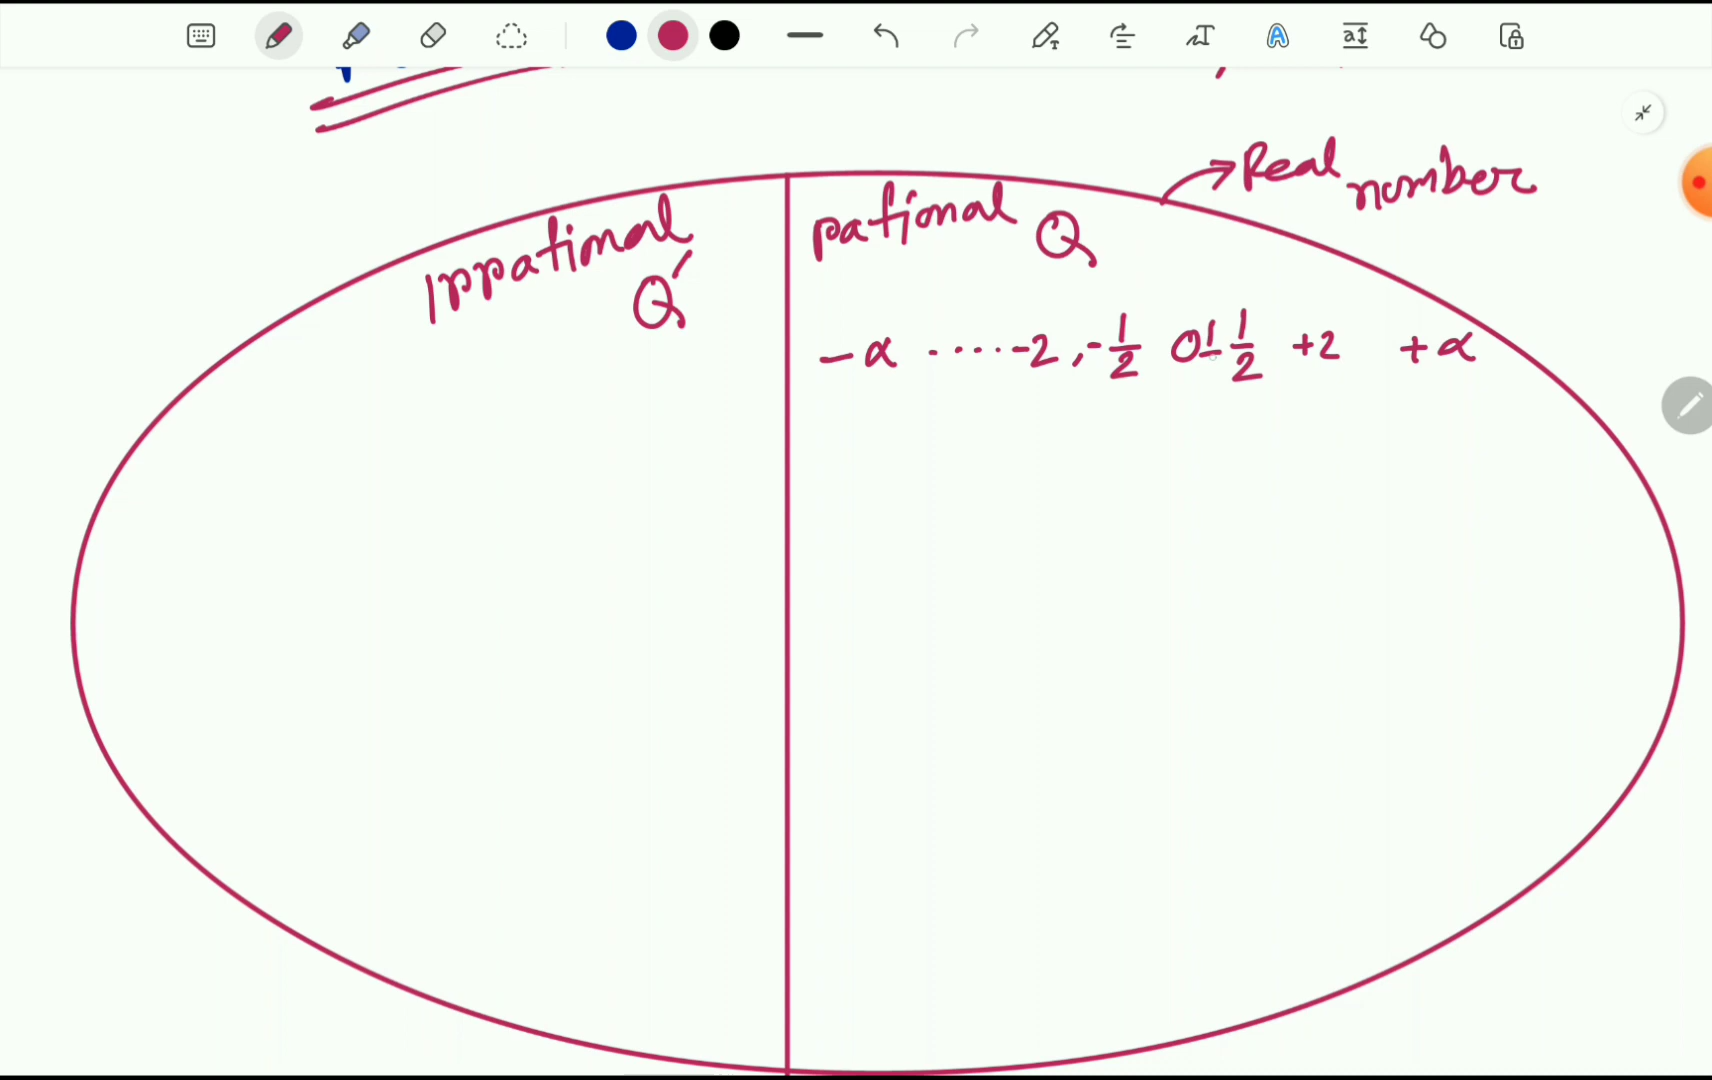 Real number
Irrational
Q′
rational Q
-α ..... -2, -1/2 0 1/2 +2 +α